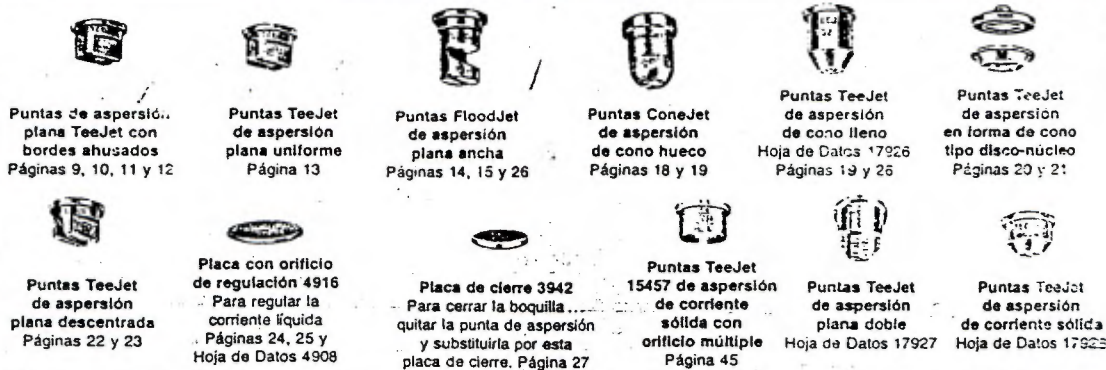 Puntas de aspersión
plana TeeJet con
bordes ahusados
Páginas 9, 10, 11 y 12
Puntas TeeJet
de aspersión
plana uniforme
Página 13
Puntas FloodJet
de aspersión
plana ancha
Páginas 14, 15 y 26
Puntas ConeJet
de aspersión
de cono hueco
Páginas 18 y 19
Puntas TeeJet
de aspersión
de cono lleno
Hoja de Datos 17926
Páginas 19 y 26
Puntas TeeJet
de aspersión
en forma de cono
tipo disco-núcleo
Páginas 20 y 21
Puntas TeeJet
de aspersión
plana descentrada
Páginas 22 y 23
Placa con orificio
de regulación 4916
Para regular la
corriente líquida
Páginas 24, 25 y
Hoja de Datos 4908
Placa de cierre 3942
Para cerrar la boquilla
quitar la punta de aspersión
y substituirla por esta
placa de cierre. Página 27
Puntas TeeJet
15457 de aspersión
de corriente
sólida con
orificio múltiple
Página 45
Puntas TeeJet
de aspersión
plana doble
Hoja de Datos 17927
Puntas TeeJet
de aspersión
de corriente sólida
Hoja de Datos